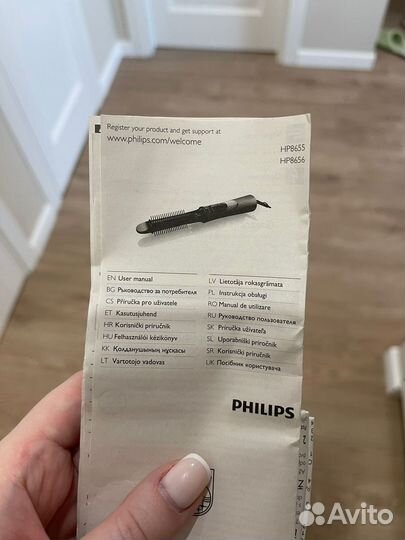 Register your product and get support at
www.philips.com/welcome
HP8655
HP8656
EN User manual
BG Ръководство за потребителя
CS Příručka pro uživatele
ET Kasutusjuhend
HR Korisnički priručnik
HU Felhasználói kézikönyv
KK Қолданушының нұсқасы
LT Vartotojo vadovas
LV Lietotāja rokasgrāmata
PL Instrukcja obsługi
RO Manual de utilizare
RU Руководство пользователя
SK Príručka užívateľa
SL Uporabniški priročnik
SR Korisnički priručnik
UK Посібник користувача
PHILIPS
Avito